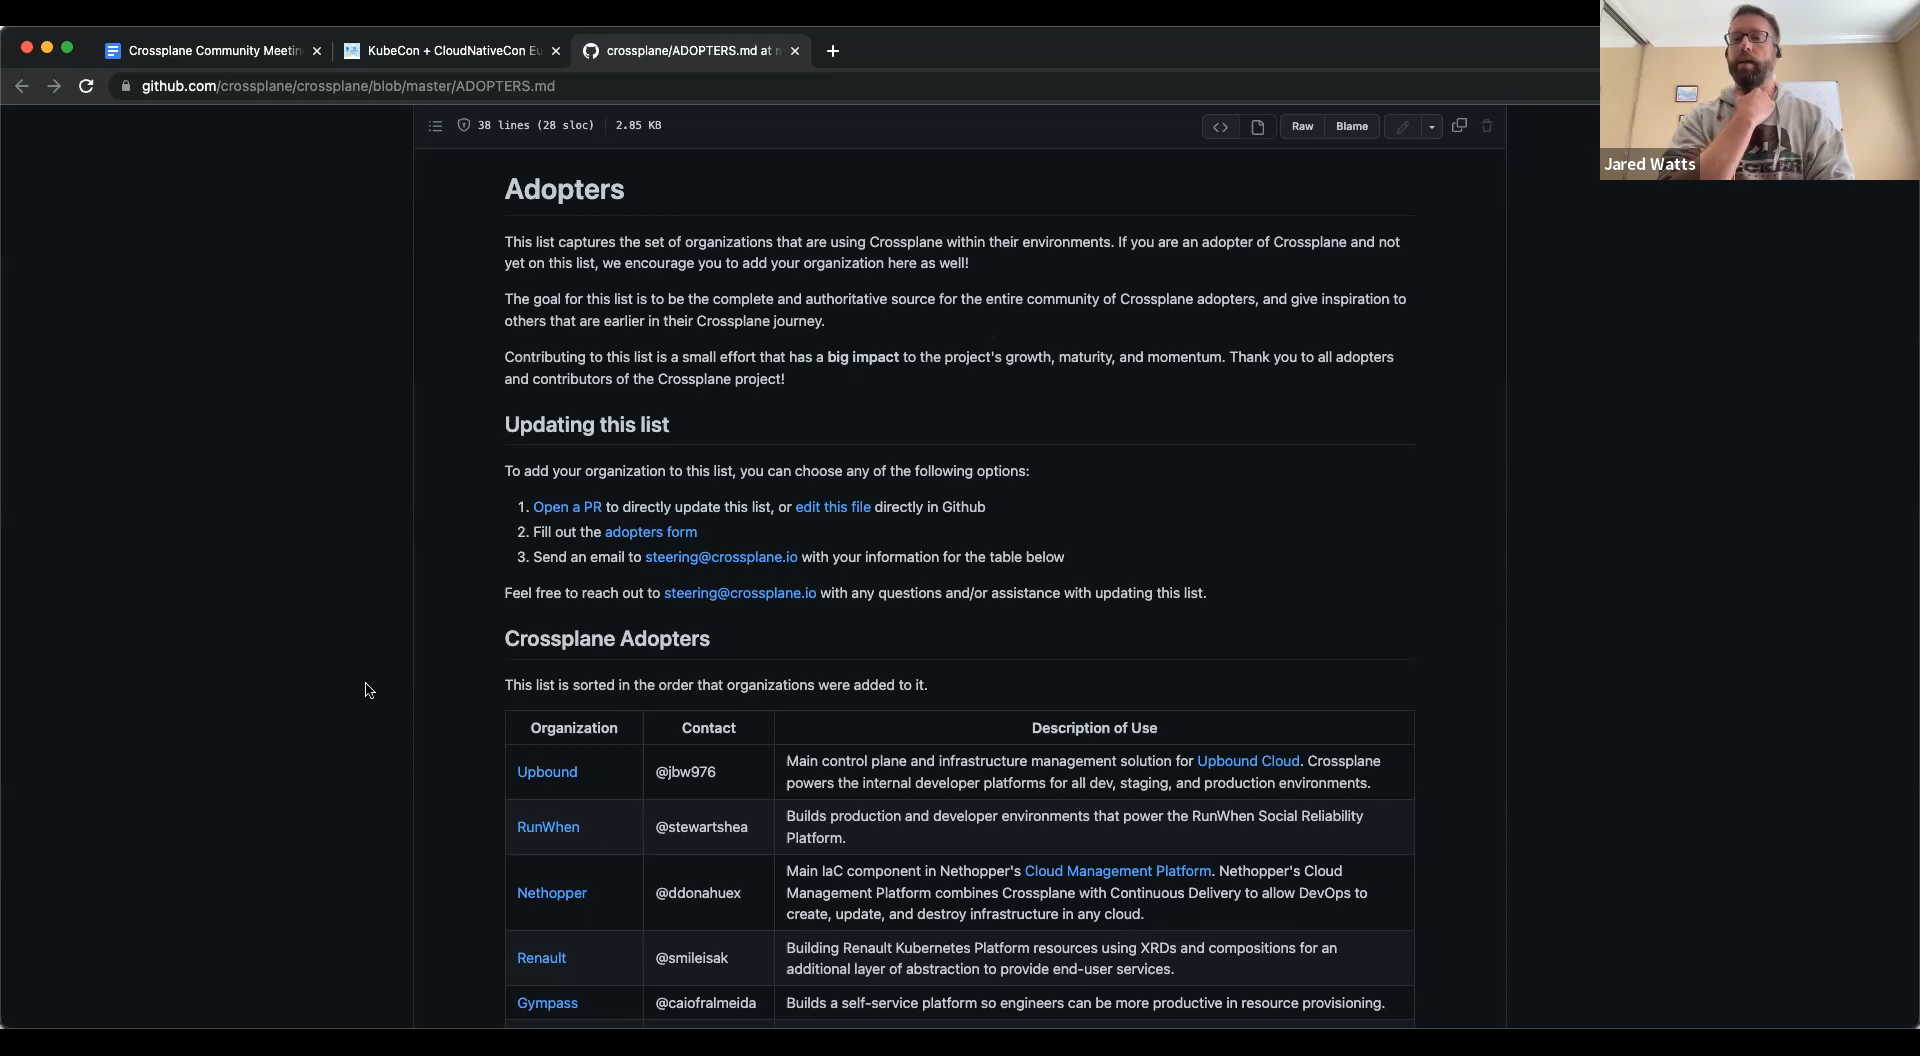 Crossplane Community Meetin
KubeCon + CloudNativeCon Eu
crossplane/ADOPTERS.md at
github.com/crossplane/crossplane/blob/master/ADOPTERS.md
38 lines (28 sloc) 2.85 KB
Raw Blame
Jared Watts
Adopters
This list captures the set of organizations that are using Crossplane within their environments. If you are an adopter of Crossplane and not
yet on this list, we encourage you to add your organization here as well!
The goal for this list is to be the complete and authoritative source for the entire community of Crossplane adopters, and give inspiration to
others that are earlier in their Crossplane journey.
Contributing to this list is a small effort that has a big impact to the project's growth, maturity, and momentum. Thank you to all adopters
and contributors of the Crossplane project!
Updating this list
To add your organization to this list, you can choose any of the following options:
1. Open a PR to directly update this list, or edit this file directly in Github
2. Fill out the adopters form
3. Send an email to steering@crossplane.io with your information for the table below
Feel free to reach out to steering@crossplane.io with any questions and/or assistance with updating this list.
Crossplane Adopters
This list is sorted in the order that organizations were added to it.
Organization Contact Description of Use
Upbound @jbw976 Main control plane and infrastructure management solution for Upbound Cloud. Crossplane
powers the internal developer platforms for all dev, staging, and production environments.
RunWhen @stewartshea Builds production and developer environments that power the RunWhen Social Reliability
Platform.
Nethopper @ddonahuex Main IaC component in Nethopper's Cloud Management Platform. Nethopper's Cloud
Management Platform combines Crossplane with Continuous Delivery to allow DevOps to
create, update, and destroy infrastructure in any cloud.
Renault @smileisak Building Renault Kubernetes Platform resources using XRDs and compositions for an
additional layer of abstraction to provide end-user services.
Gympass @caiofralmeida Builds a self-service platform so engineers can be more productive in resource provisioning.